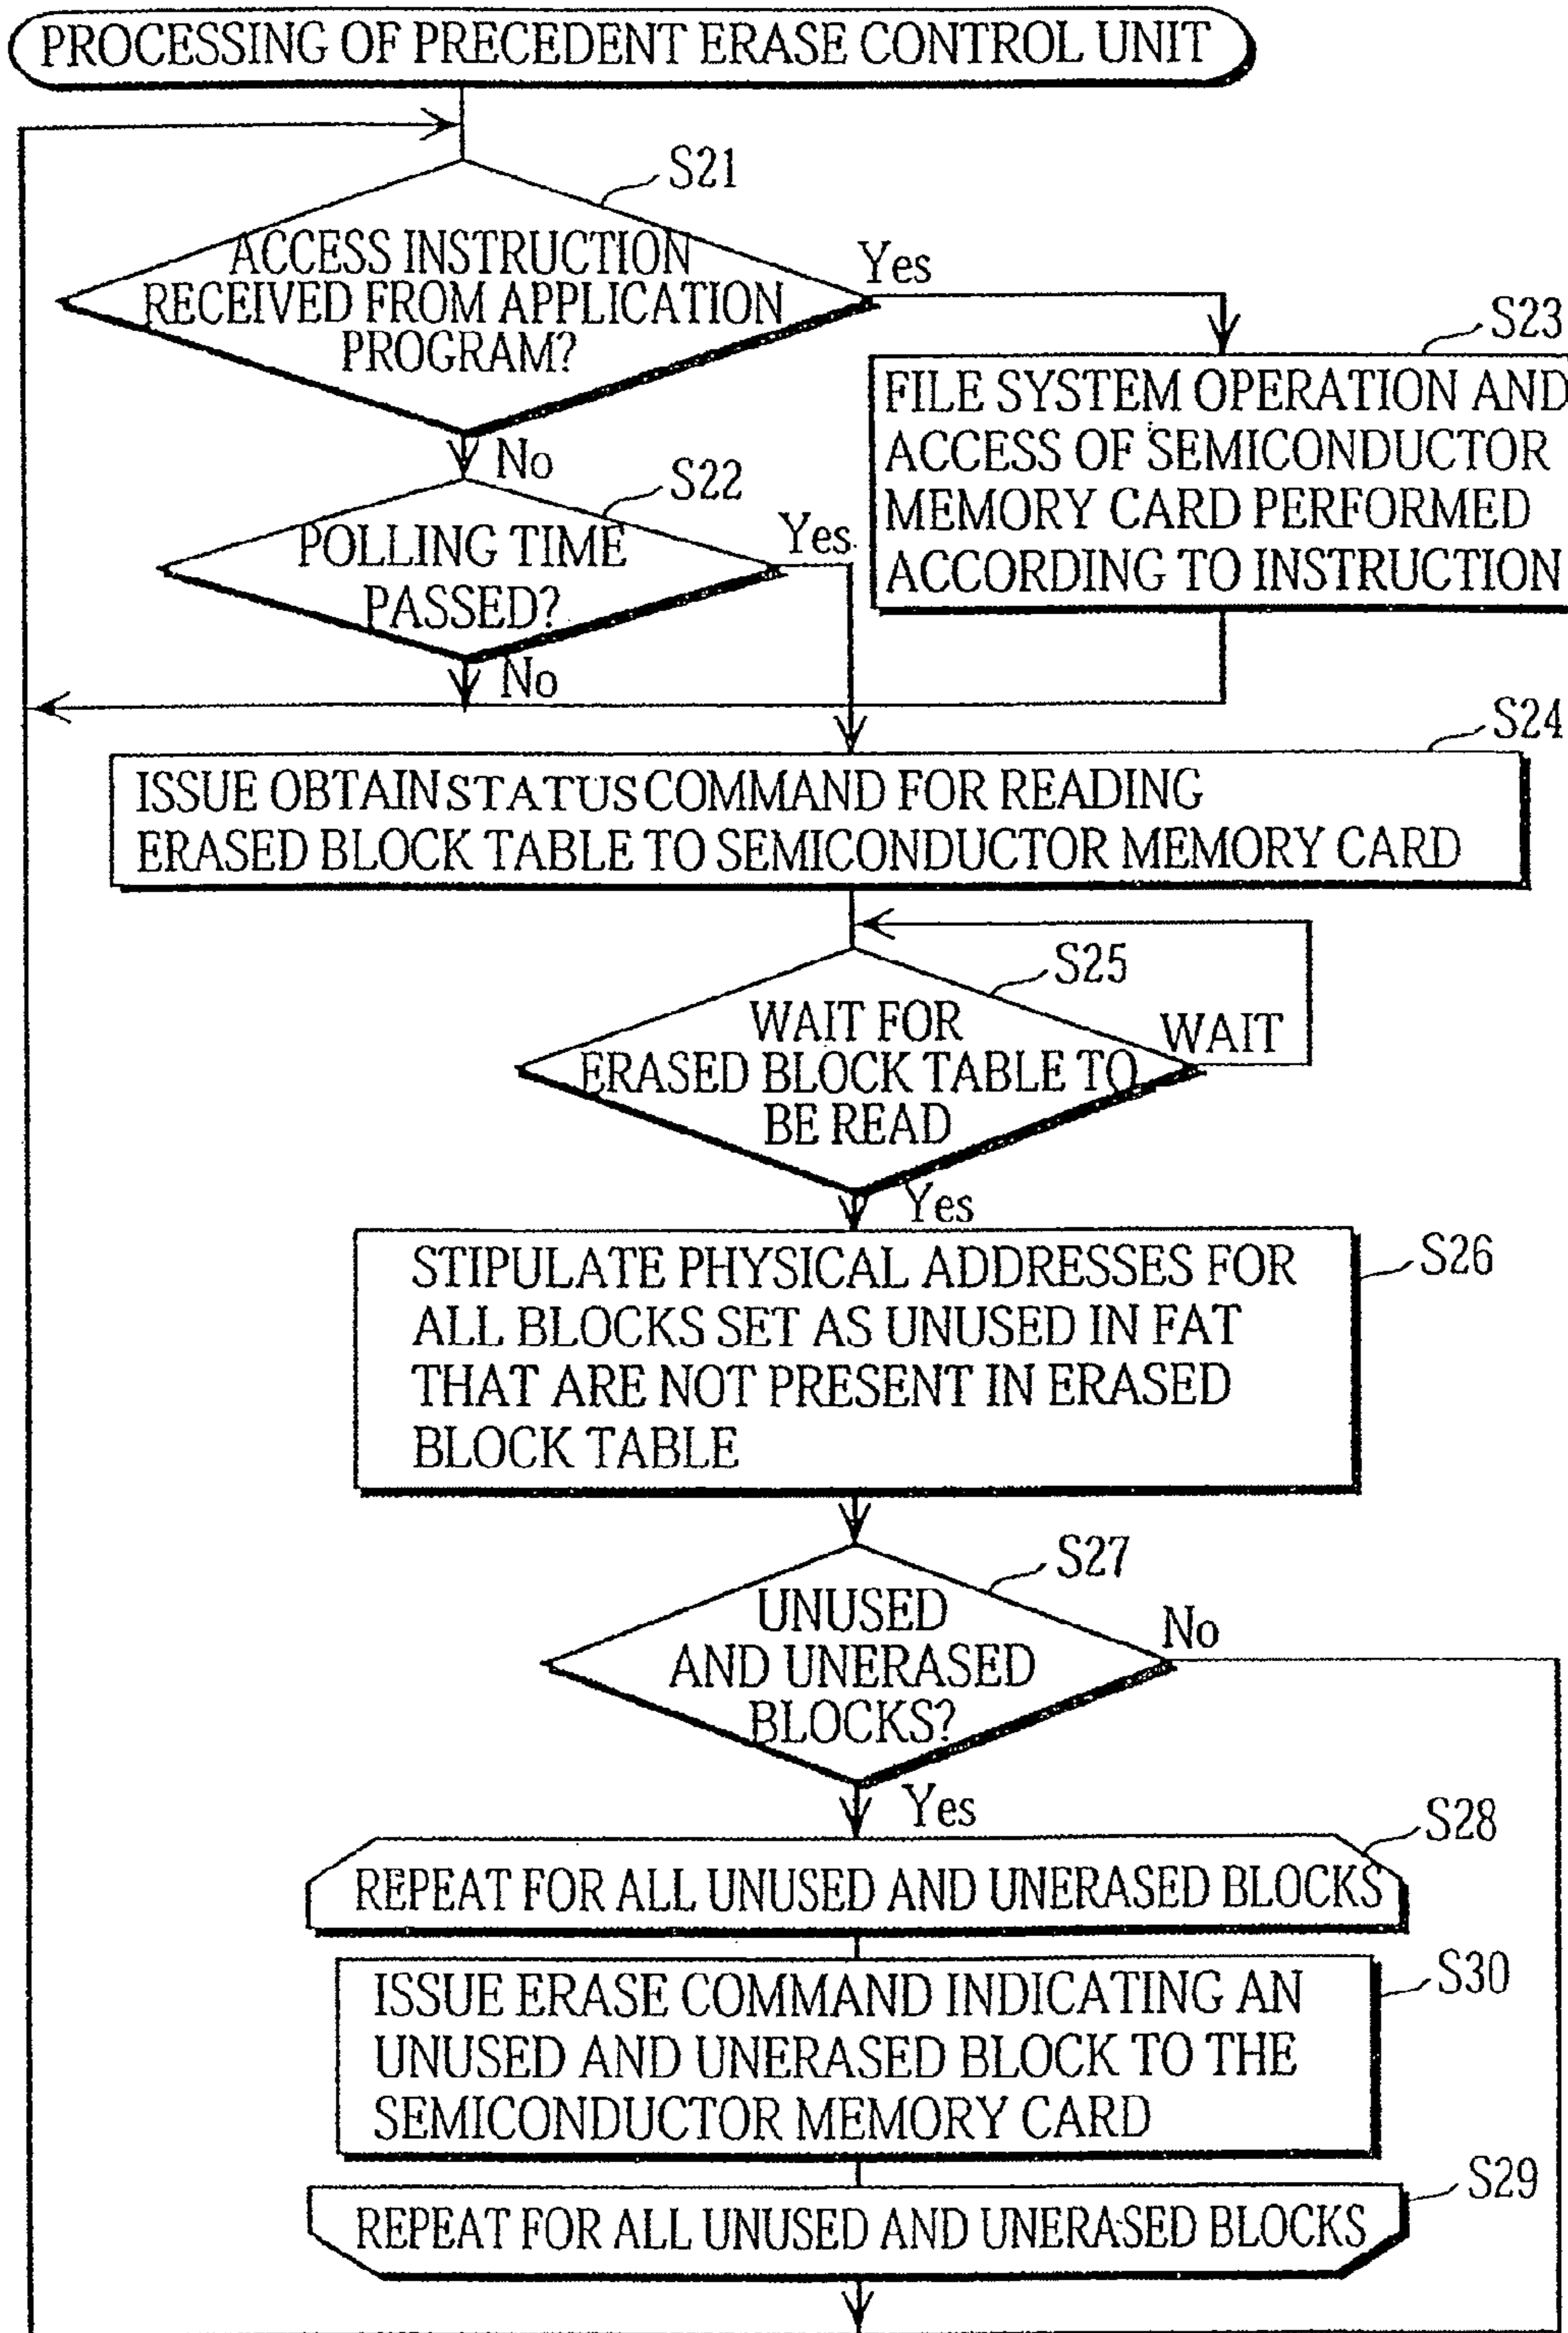 PROCESSING OF PRECEDENT ERASE CONTROL UNIT
S21
ACCESS INSTRUCTION
RECEIVED FROM APPLICATION
PROGRAM?
Yes
No
S23
FILE SYSTEM OPERATION AND
ACCESS OF SEMICONDUCTOR
MEMORY CARD PERFORMED
ACCORDING TO INSTRUCTION
S22
POLLING TIME
PASSED?
Yes
No
S24
ISSUE OBTAIN STATUS COMMAND FOR READING
ERASED BLOCK TABLE TO SEMICONDUCTOR MEMORY CARD
S25
WAIT FOR
ERASED BLOCK TABLE TO
BE READ
WAIT
Yes
S26
STIPULATE PHYSICAL ADDRESSES FOR
ALL BLOCKS SET AS UNUSED IN FAT
THAT ARE NOT PRESENT IN ERASED
BLOCK TABLE
S27
UNUSED
AND UNERASED
BLOCKS?
No
Yes
S28
REPEAT FOR ALL UNUSED AND UNERASED BLOCKS
S30
ISSUE ERASE COMMAND INDICATING AN
UNUSED AND UNERASED BLOCK TO THE
SEMICONDUCTOR MEMORY CARD
S29
REPEAT FOR ALL UNUSED AND UNERASED BLOCKS